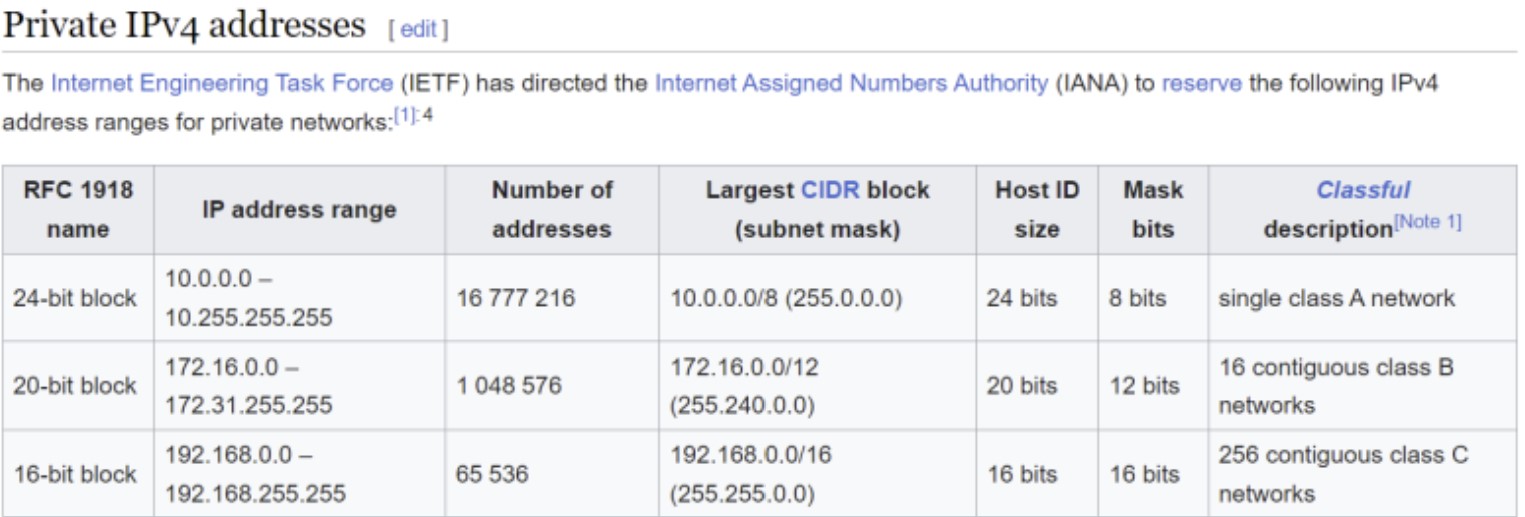 Private IPv4 addresses [ edit ]
The Internet Engineering Task Force (IETF) has directed the Internet Assigned Numbers Authority (IANA) to reserve the following IPv4
address ranges for private networks:[1]:4
RFC 1918
name
IP address range
Number of
addresses
Largest CIDR block
(subnet mask)
Host ID
size
Mask
bits
Classful
description[Note 1]
24-bit block
10.0.0.0 –
10.255.255.255
16 777 216
10.0.0.0/8 (255.0.0.0)
24 bits
8 bits
single class A network
20-bit block
172.16.0.0 –
172.31.255.255
1 048 576
172.16.0.0/12
(255.240.0.0)
20 bits
12 bits
16 contiguous class B
networks
16-bit block
192.168.0.0 –
192.168.255.255
65 536
192.168.0.0/16
(255.255.0.0)
16 bits
16 bits
256 contiguous class C
networks